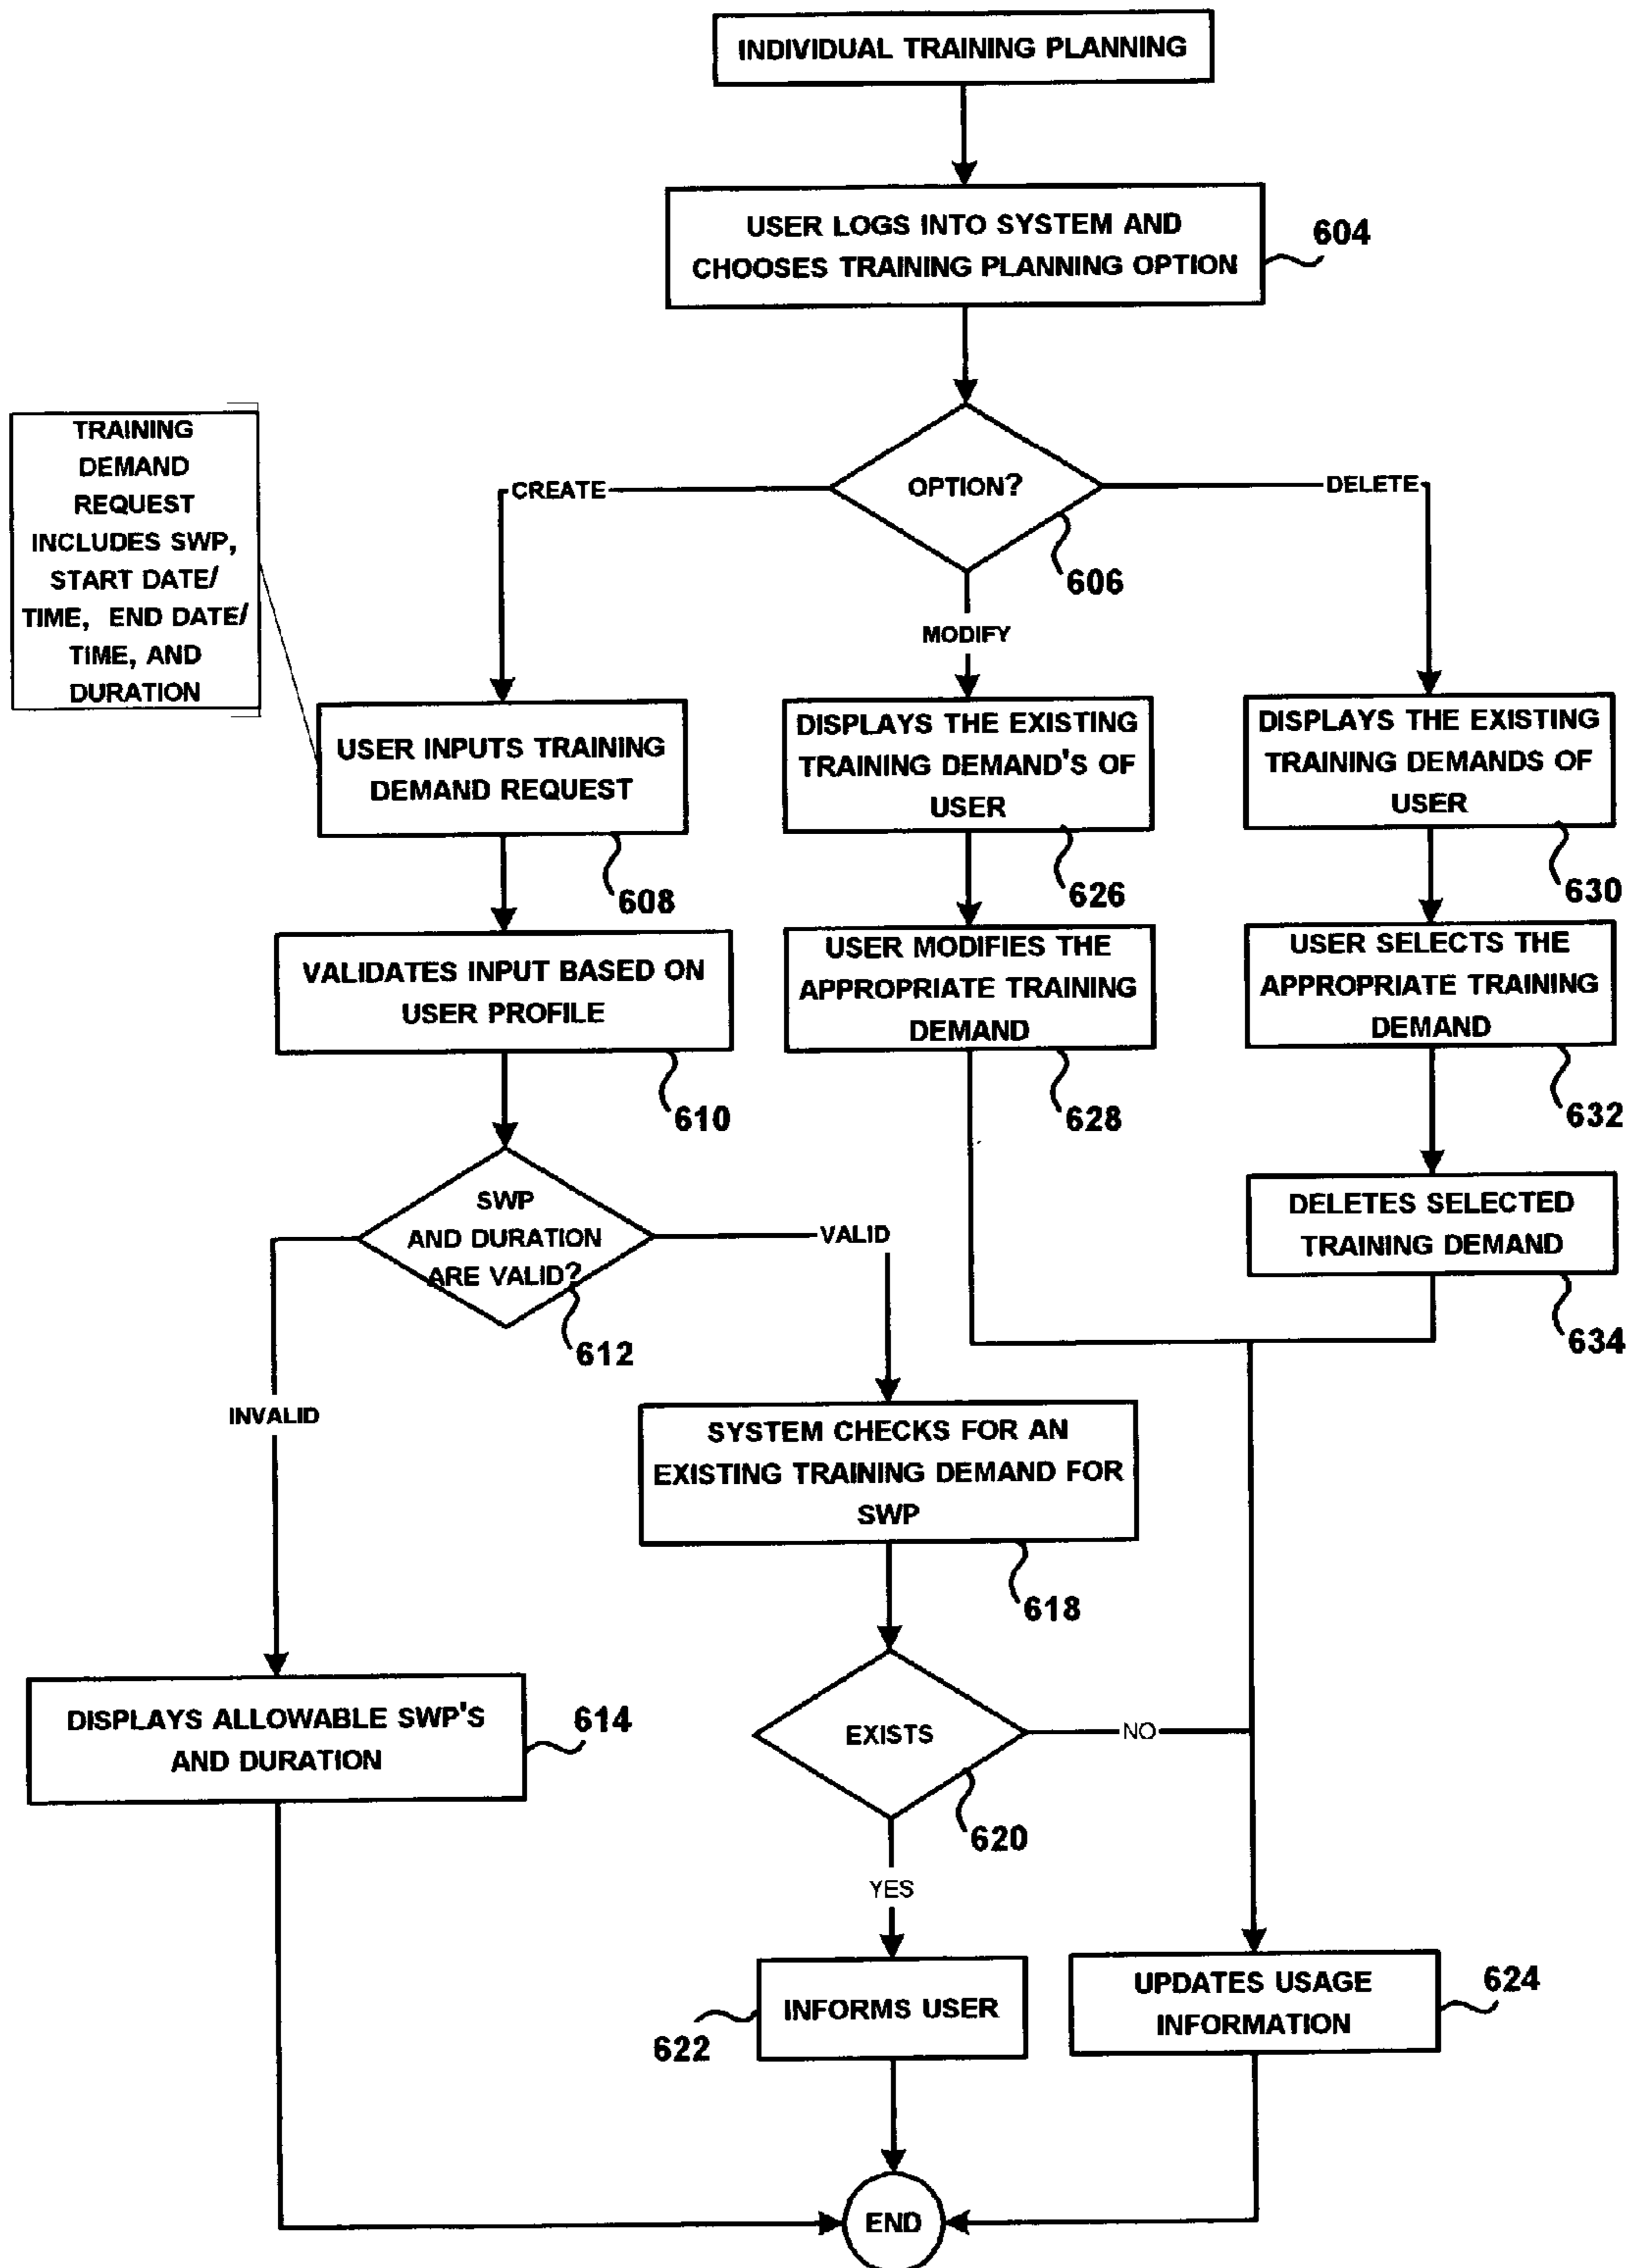 INDIVIDUAL TRAINING PLANNING
USER LOGS INTO SYSTEM AND
CHOOSES TRAINING PLANNING OPTION
604
TRAINING
DEMAND
REQUEST
INCLUDES SWP,
START DATE/
TIME, END DATE/
TIME, AND
DURATION
OPTION?
606
CREATE
MODIFY
DELETE
USER INPUTS TRAINING
DEMAND REQUEST
608
DISPLAYS THE EXISTING
TRAINING DEMAND'S OF
USER
626
DISPLAYS THE EXISTING
TRAINING DEMANDS OF
USER
630
VALIDATES INPUT BASED ON
USER PROFILE
610
USER MODIFIES THE
APPROPRIATE TRAINING
DEMAND
628
USER SELECTS THE
APPROPRIATE TRAINING
DEMAND
632
SWP
AND DURATION
ARE VALID?
612
VALID
INVALID
DELETES SELECTED
TRAINING DEMAND
634
SYSTEM CHECKS FOR AN
EXISTING TRAINING DEMAND FOR
SWP
618
DISPLAYS ALLOWABLE SWP'S
AND DURATION
614
EXISTS
620
NO
YES
INFORMS USER
622
UPDATES USAGE
INFORMATION
624
END